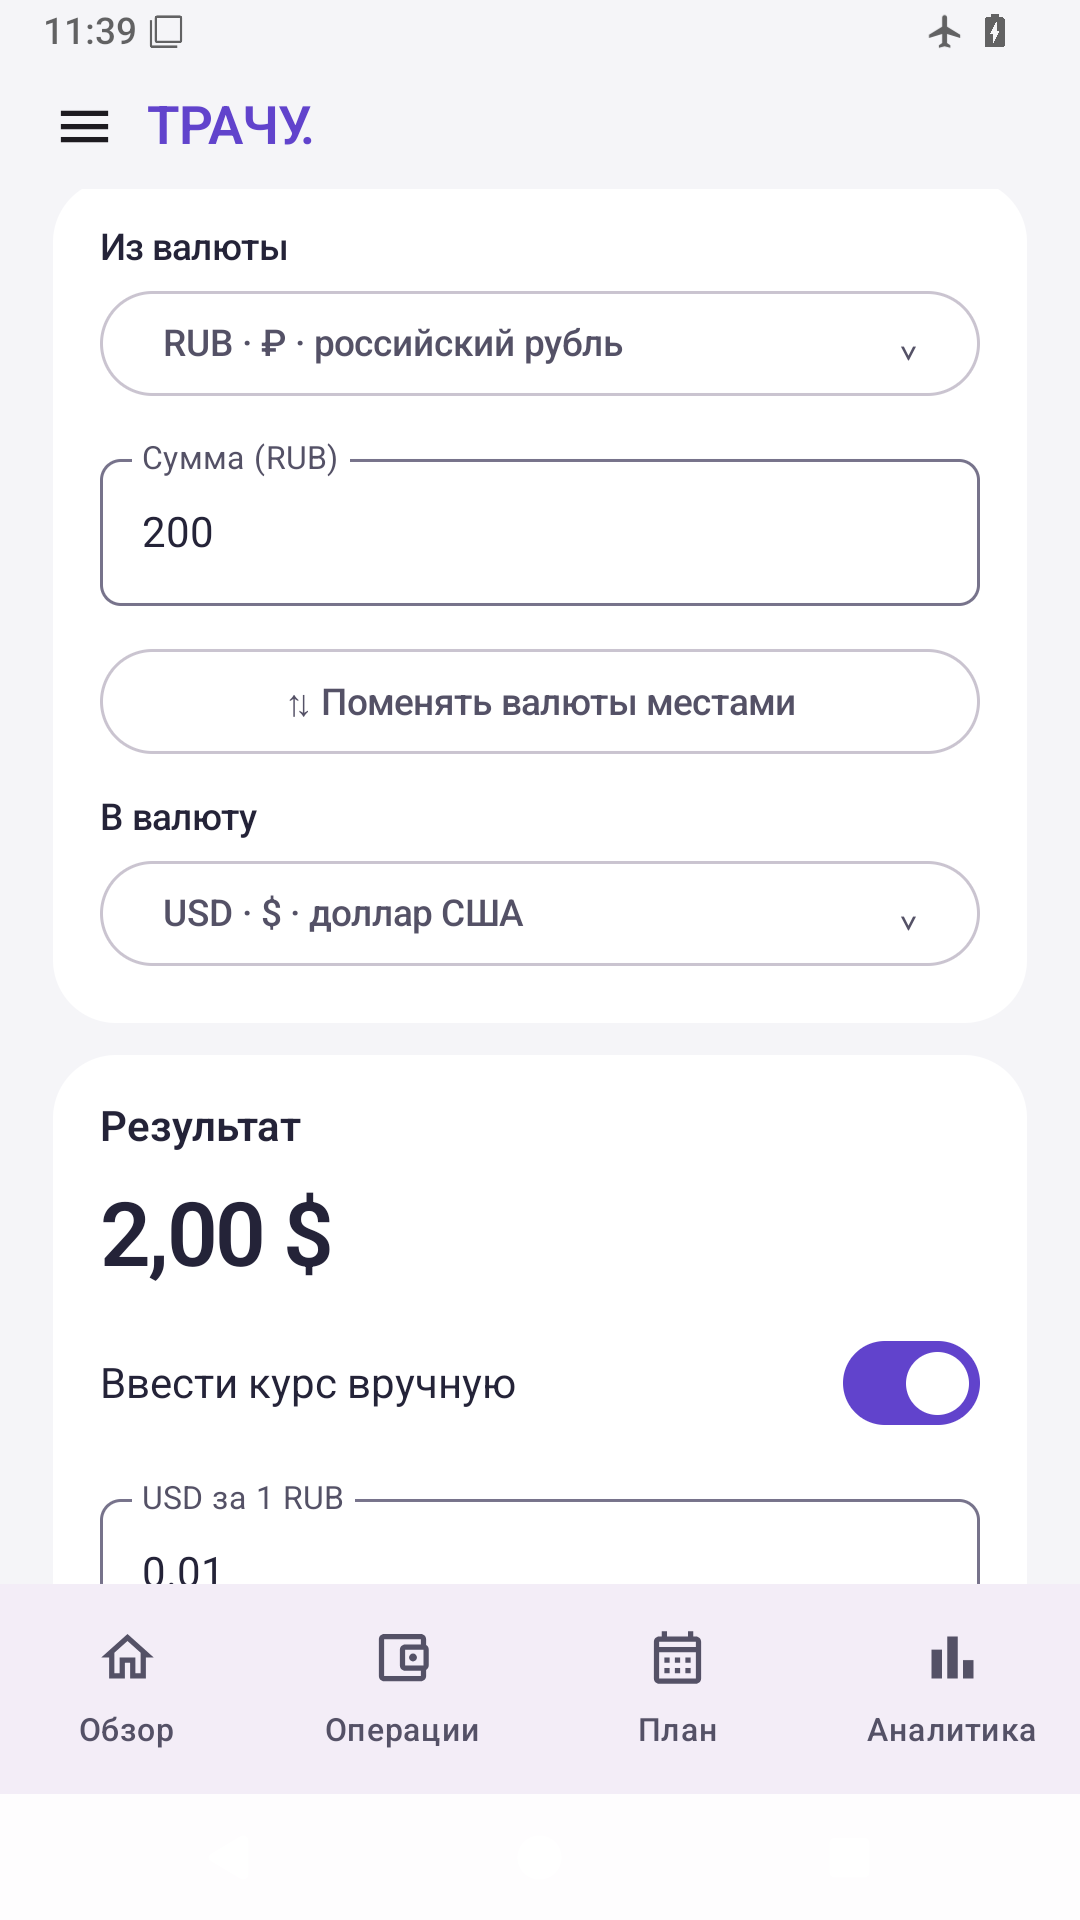 11:39
ТРАЧУ.
Из валюты
RUB · ₽ · российский рубль
Сумма (RUB)
200
↑↓ Поменять валюты местами
В валюту
USD · $ · доллар США
Результат
2,00 $
Ввести курс вручную
USD за 1 RUB
0.01
Обзор
Операции
План
Аналитика